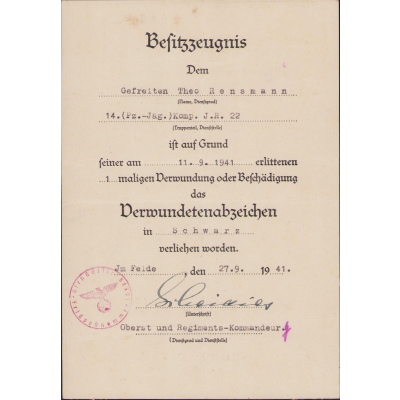 Besitzzeugnis
Dem
Gefreiten Theo Rensmann
(Name, Dienstgrad)
14.(Pz.-Jäg.)Komp. J.R. 22
(Truppenteil, Dienststelle)
ist auf Grund
seiner am 11.9.1941 erlittenen
1 maligen Verwundung oder Beschädigung
das
Verwundetenabzeichen
in Schwarz
verliehen worden.
Jm Felde, den 27.9. 1941.
(Unterschrift)
Oberst und Regiments-Kommandeur.
(Dienstgrad und Dienststelle)